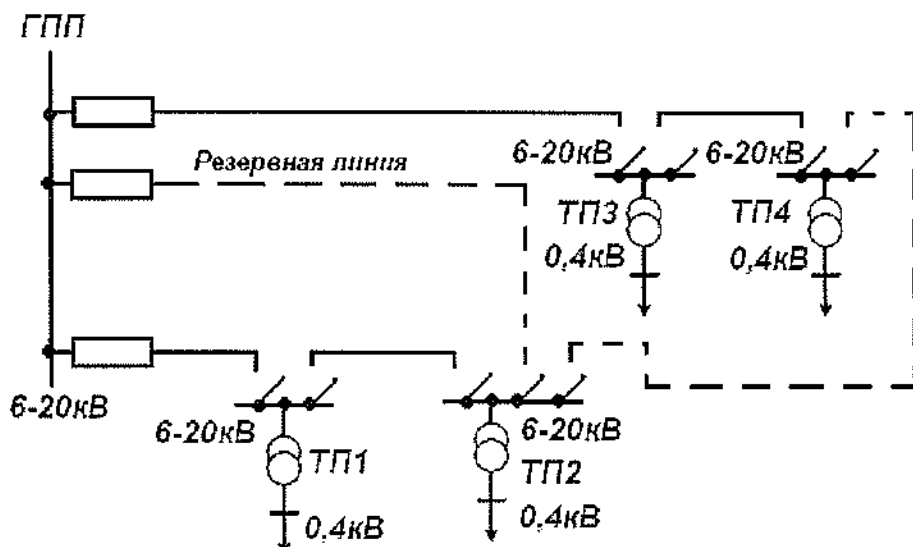 ГПП
Резервная линия
6-20кВ
6-20кВ
ТП3
ТП4
0,4кВ
0,4кВ
6-20кВ
6-20кВ
6-20кВ
ТП1
ТП2
0,4кВ
0,4кВ